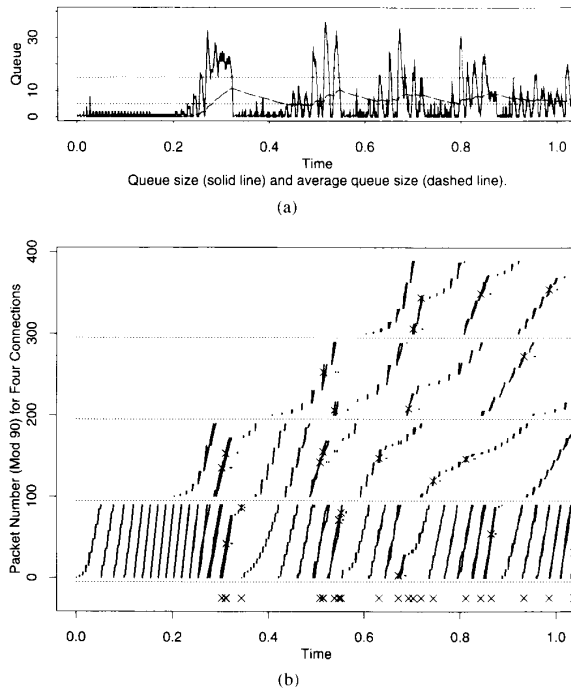 30
Queue
10
0
0.0 0.2 0.4 0.6 0.8 1.0
Time
Queue size (solid line) and average queue size (dashed line).
(a)
400
300
Packet Number (Mod 90) for Four Connections
200
100
0
0.0 0.2 0.4 0.6 0.8 1.0
Time
(b)